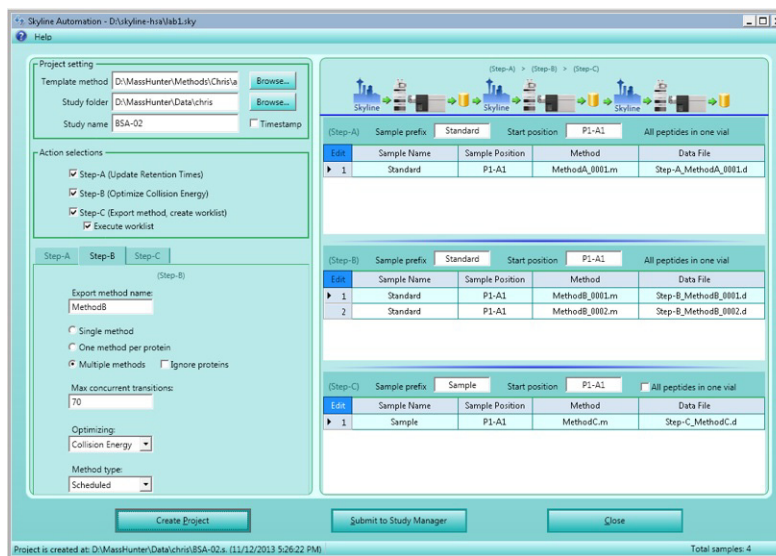 Skyline Automation - D:\skyline-hsa\lab1.sky
Help
Project setting
Template method D:\MassHunter\Methods\Chris\a Browse...
Study folder D:\MassHunter\Data\chris Browse...
Study name BSA-02 Timestamp
Action selections
Step-A (Update Retention Times)
Step-B (Optimize Collision Energy)
Step-C (Export method, create worklist)
Execute worklist
Step-A Step-B Step-C
(Step-B)
Export method name:
MethodB
Single method
One method per protein
Multiple methods Ignore proteins
Max concurrent transitions:
70
Optimizing:
Collision Energy
Method type:
Scheduled
(Step-A) > (Step-B) > (Step-C)
Skyline Skyline Skyline
(Step-A) Sample prefix Standard Start position P1-A1 All peptides in one vial
Edit Sample Name Sample Position Method Data File
1 Standard P1-A1 MethodA_0001.m Step-A_MethodA_0001.d
(Step-B) Sample prefix Standard Start position P1-A1 All peptides in one vial
Edit Sample Name Sample Position Method Data File
1 Standard P1-A1 MethodB_0001.m Step-B_MethodB_0001.d
2 Standard P1-A1 MethodB_0002.m Step-B_MethodB_0002.d
(Step-C) Sample prefix Sample Start position P1-A1 All peptides in one vial
Edit Sample Name Sample Position Method Data File
1 Sample P1-A1 MethodC.m Step-C_MethodC.d
Create Project Submit to Study Manager Close
Project is created at: D:\MassHunter\Data\chris\BSA-02.s. (11/12/2013 5:26:22 PM) Total samples: 4